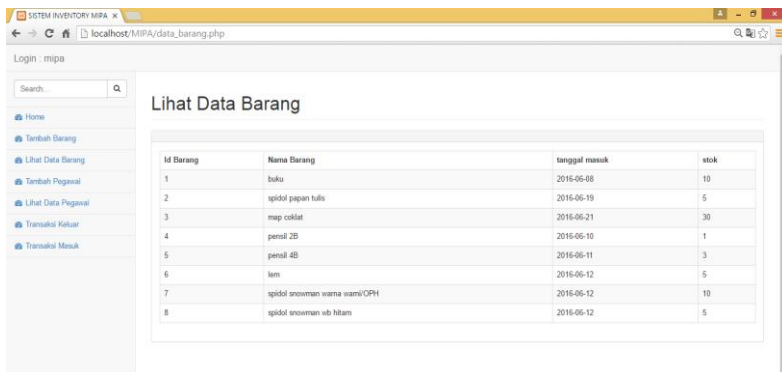 SISTEM INVENTORY MIPA
localhost/MIPA/data_barang.php
Login : mipa
Search...
Home
Tambah Barang
Lihat Data Barang
Tambah Pegawai
Lihat Data Pegawai
Transaksi Keluar
Transaksi Masuk
Lihat Data Barang
Id Barang Nama Barang tanggal masuk stok
1 buku 2016-06-08 10
2 spidol papan tulis 2016-06-19 5
3 map coklat 2016-06-21 30
4 pensil 2B 2016-06-10 1
5 pensil 4B 2016-06-11 3
6 lem 2016-06-12 5
7 spidol snowman warna warni/OPH 2016-06-12 10
8 spidol snowman wb hitam 2016-06-12 5